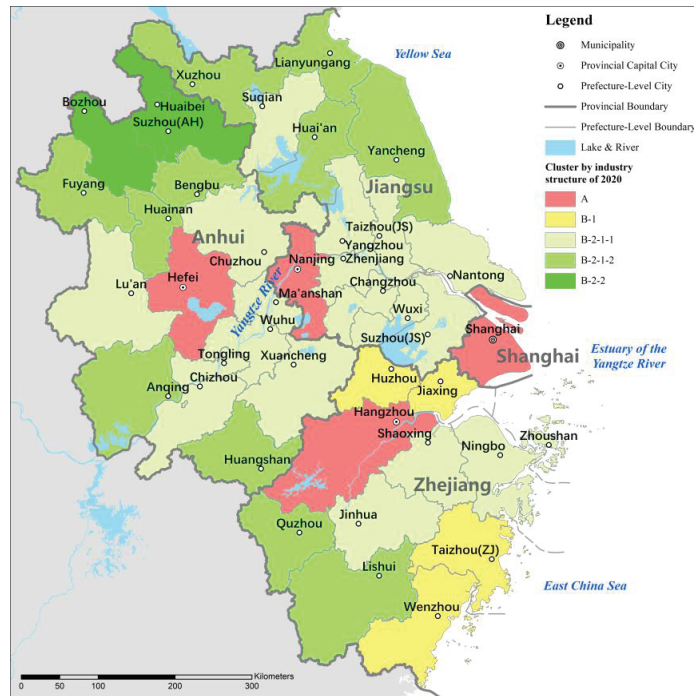 Legend
Municipality
Provincial Capital City
Prefecture-Level City
Provincial Boundary
Prefecture-Level Boundary
Lake & River
Cluster by industry
structure of 2020
A
B-1
B-2-1-1
B-2-1-2
B-2-2
Yellow Sea
Lianyungang
Xuzhou
Suqian
Bozhou
Huaibei
Suzhou(AH)
Huai'an
Yancheng
Fuyang
Bengbu
Jiangsu
Huainan
Taizhou(JS)
Anhui
Yangzhou
Chuzhou
Nanjing
Zhenjiang
Nantong
Hefei
Changzhou
Lu'an
Ma'anshan
Yangtze River
Wuxi
Wuhu
Suzhou(JS)
Shanghai
Shanghai
Estuary of the
Yangtze River
Tongling
Xuancheng
Huzhou
Jiaxing
Anqing
Chizhou
Hangzhou
Shaoxing
Ningbo
Zhoushan
Huangshan
Zhejiang
Jinhua
Quzhou
Taizhou(ZJ)
Lishui
East China Sea
Wenzhou
Kilometers
0 50 100 200 300